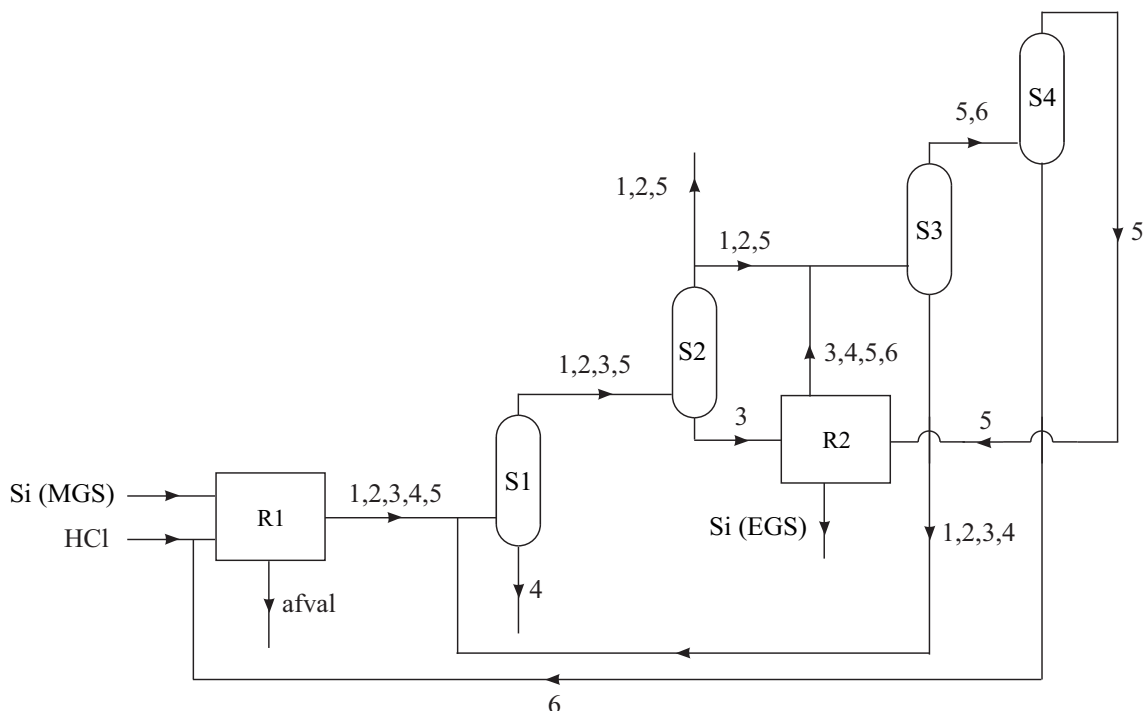 S4
5,6
1,2,5
1,2,5
S3
5
S2
1,2,3,5
3,4,5,6
3
R2
5
S1
Si (MGS)
R1
1,2,3,4,5
Si (EGS)
HCl
1,2,3,4
4
afval
6